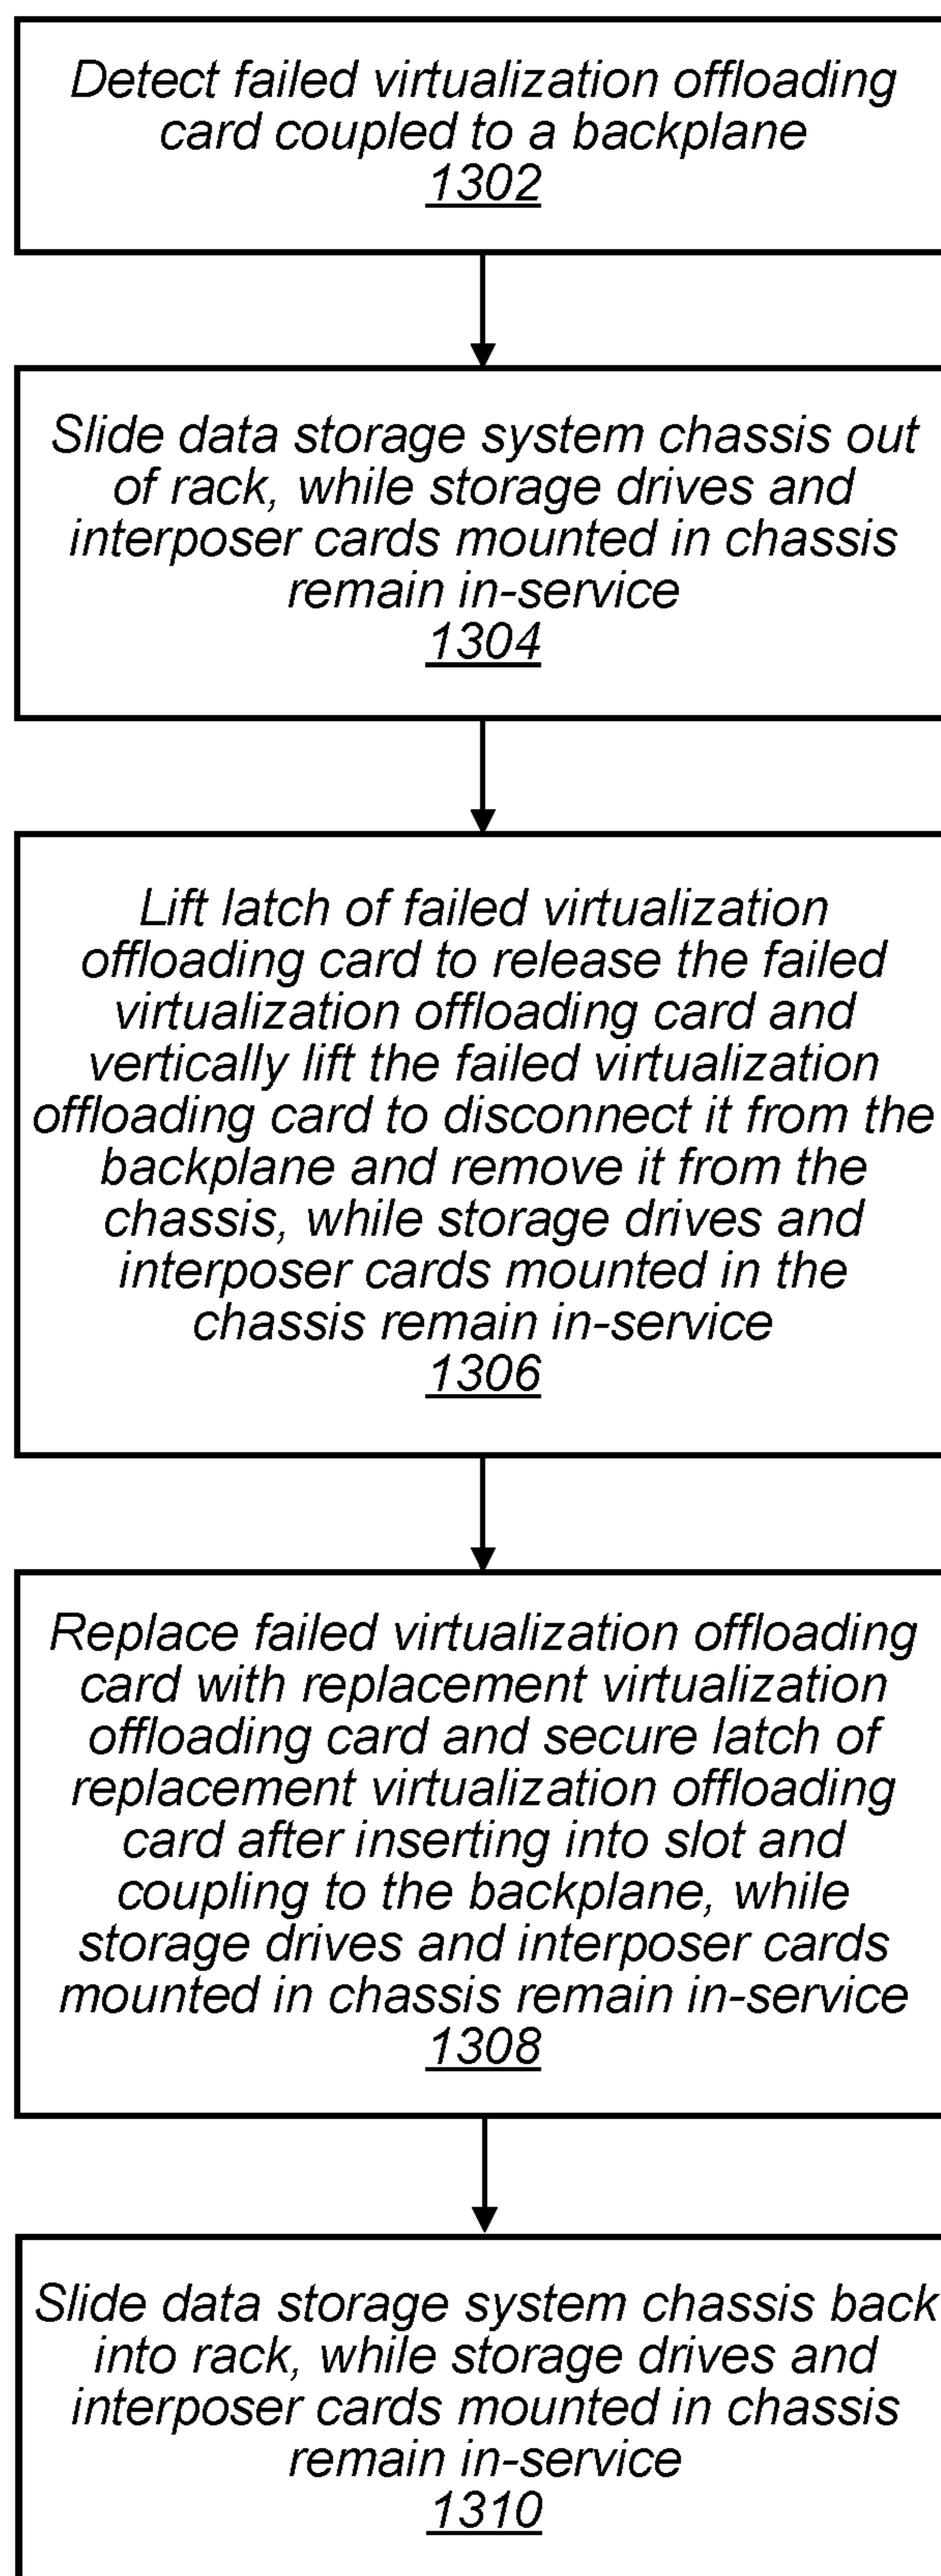 Detect failed virtualization offloading
card coupled to a backplane
1302
Slide data storage system chassis out
of rack, while storage drives and
interposer cards mounted in chassis
remain in-service
1304
Lift latch of failed virtualization
offloading card to release the failed
virtualization offloading card and
vertically lift the failed virtualization
offloading card to disconnect it from the
backplane and remove it from the
chassis, while storage drives and
interposer cards mounted in the
chassis remain in-service
1306
Replace failed virtualization offloading
card with replacement virtualization
offloading card and secure latch of
replacement virtualization offloading
card after inserting into slot and
coupling to the backplane, while
storage drives and interposer cards
mounted in chassis remain in-service
1308
Slide data storage system chassis back
into rack, while storage drives and
interposer cards mounted in chassis
remain in-service
1310